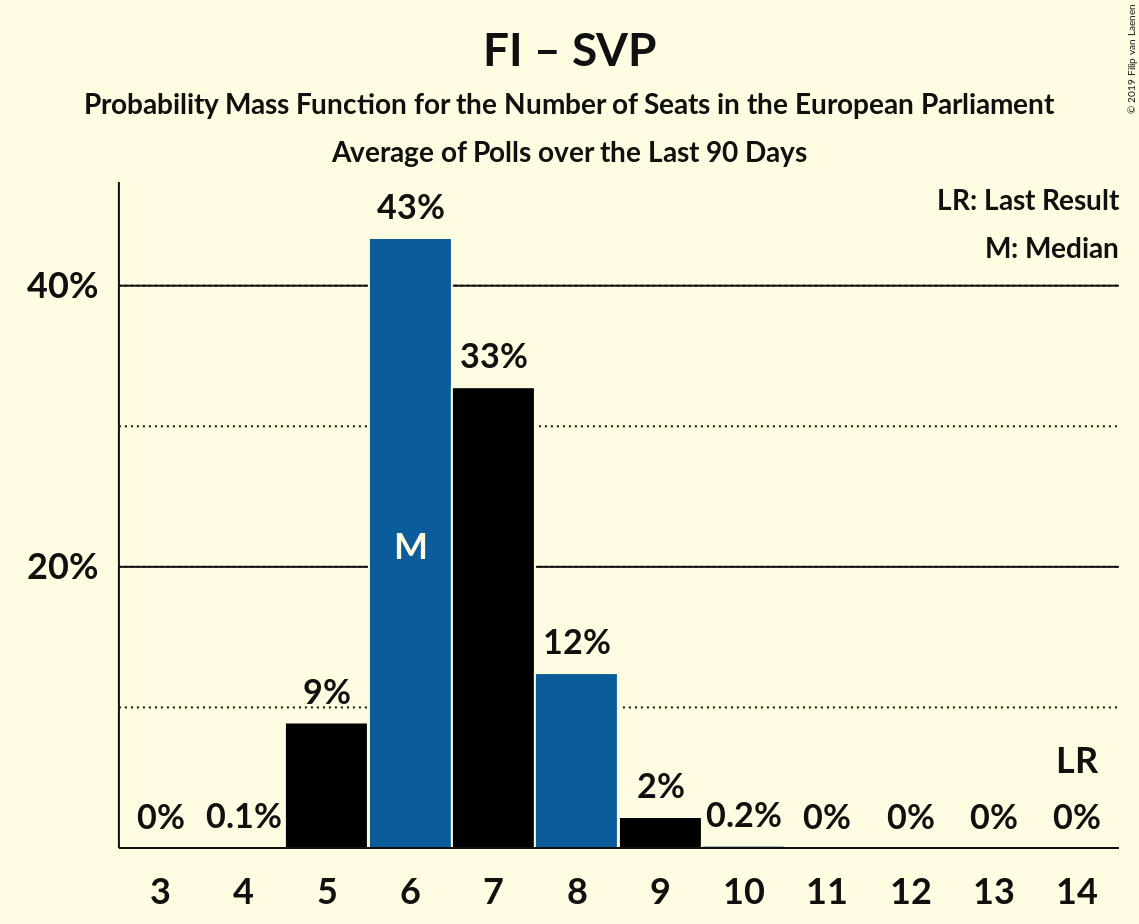 FI – SVP
Probability Mass Function for the Number of Seats in the European Parliament
Average of Polls over the Last 90 Days
© 2019 Filip van Laenen
LR: Last Result
M: Median
43%
40%
33%
M
20%
12%
9%
LR
2%
0% 0.1% 0.2% 0% 0% 0% 0%
3 4 5 6 7 8 9 10 11 12 13 14